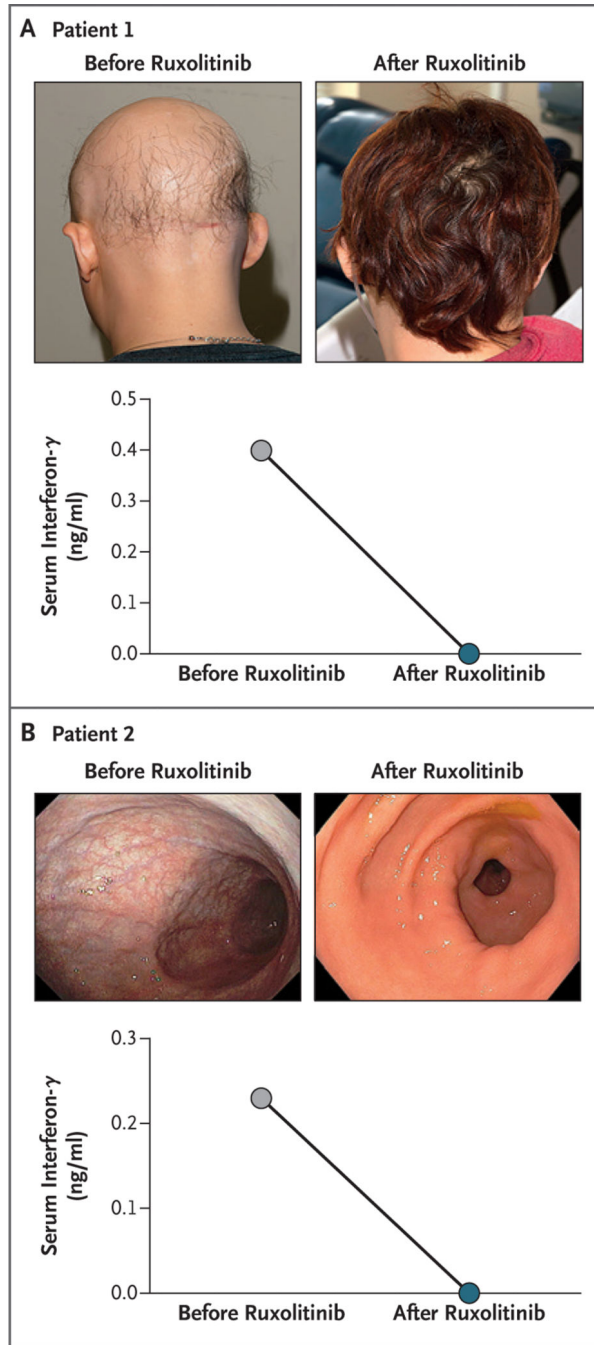 A Patient 1
Before Ruxolitinib After Ruxolitinib
0.5
0.4
0.3
0.2
0.1
0.0
Serum Interferon-γ
(ng/ml)
Before Ruxolitinib After Ruxolitinib
B Patient 2
Before Ruxolitinib After Ruxolitinib
0.3
0.2
0.1
0.0
Serum Interferon-γ
(ng/ml)
Before Ruxolitinib After Ruxolitinib